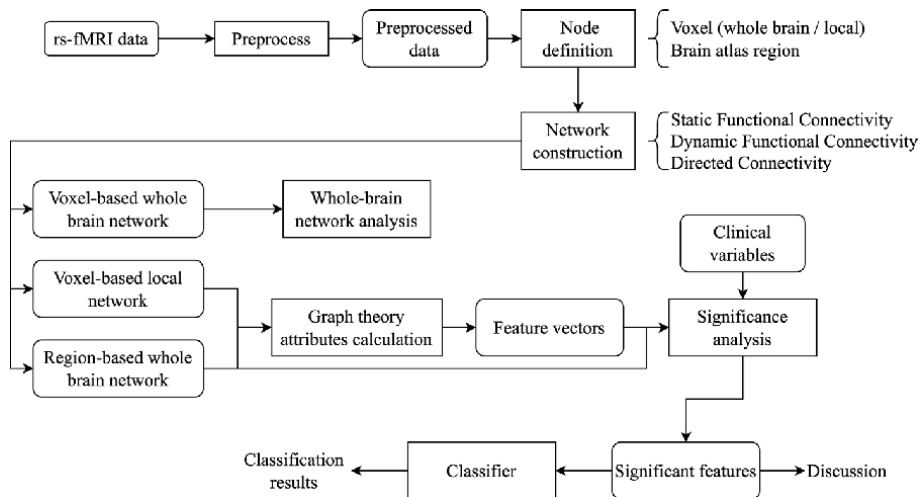 rs-fMRI data
Preprocess
Preprocessed
data
Node
definition
Voxel (whole brain / local)
Brain atlas region
Network
construction
Static Functional Connectivity
Dynamic Functional Connectivity
Directed Connectivity
Voxel-based whole
brain network
Whole-brain
network analysis
Clinical
variables
Voxel-based local
network
Graph theory
attributes calculation
Feature vectors
Significance
analysis
Region-based whole
brain network
Classification
results
Classifier
Significant features
Discussion